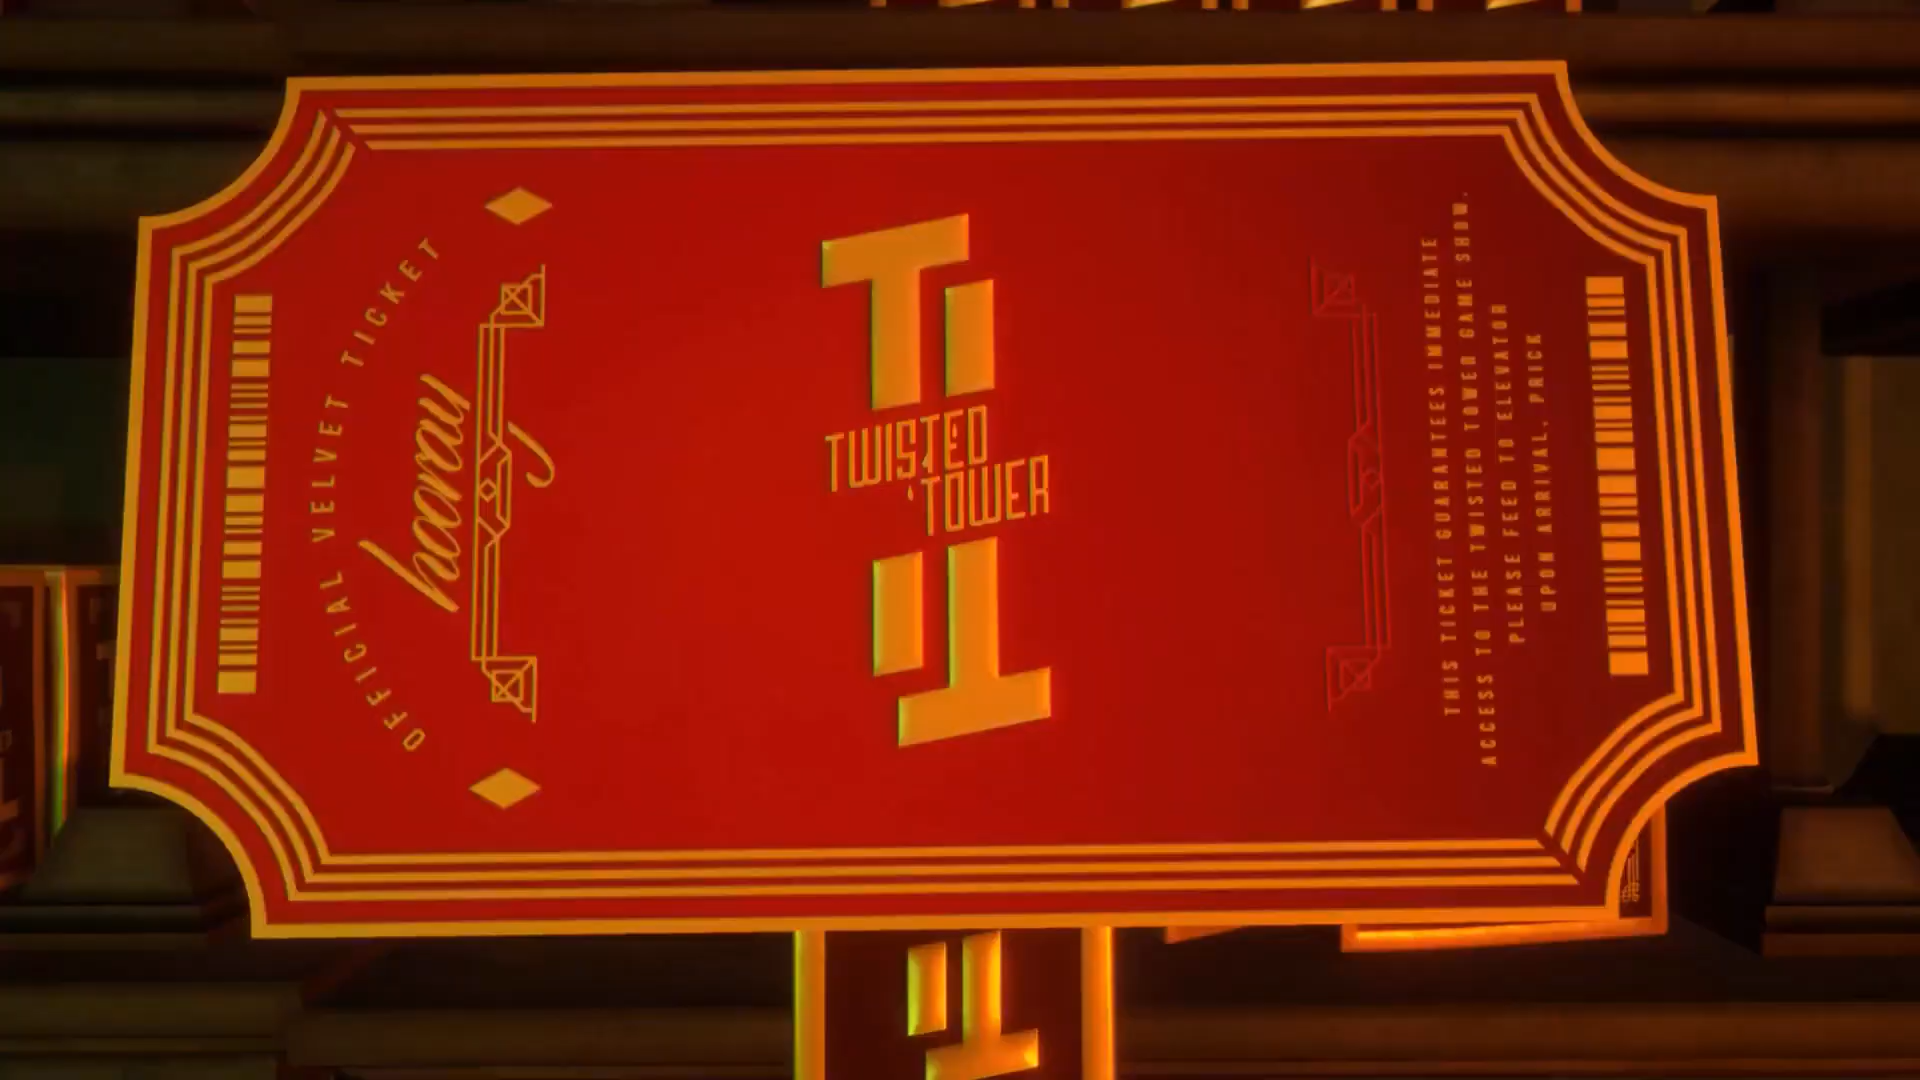 OFFICIAL VELVET TICKET
hooray
TWISTED
TOWER
THIS TICKET GUARANTEES IMMEDIATE
ACCESS TO THE TWISTED TOWER GAME SHOW.
PLEASE FEED TO ELEVATOR
UPON ARRIVAL, PRICK